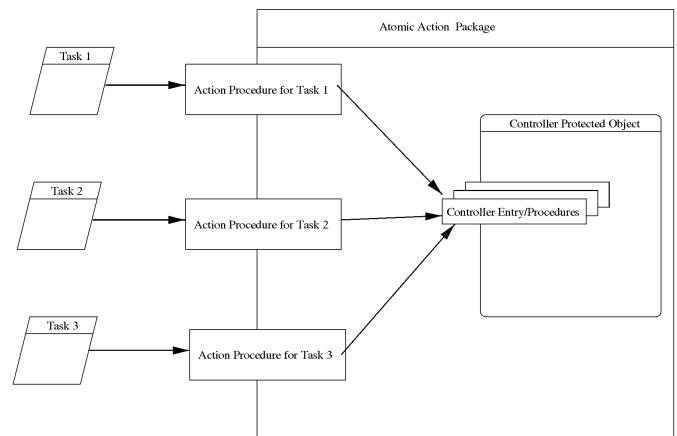 Atomic Action Package
Task 1
Action Procedure for Task 1
Controller Protected Object
Task 2
Controller Entry/Procedures
Action Procedure for Task 2
Task 3
Action Procedure for Task 3